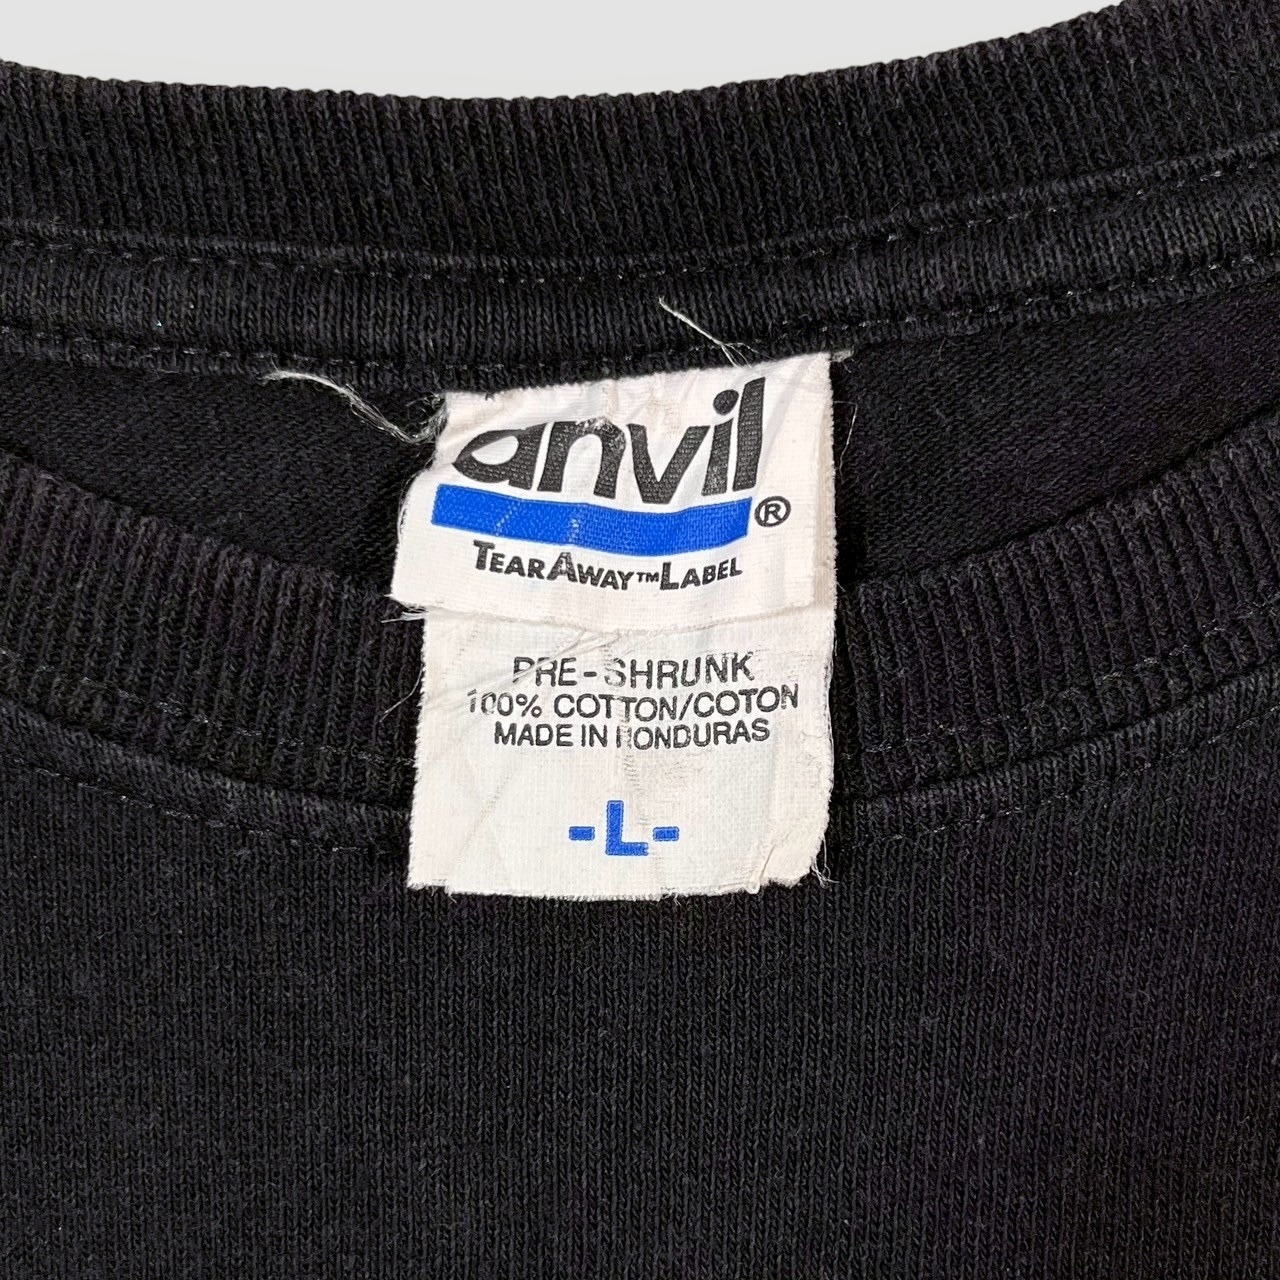 anvil®
TEARAWAY™LABEL
PRE-SHRUNK
100% COTTON/COTON
MADE IN HONDURAS
-L-